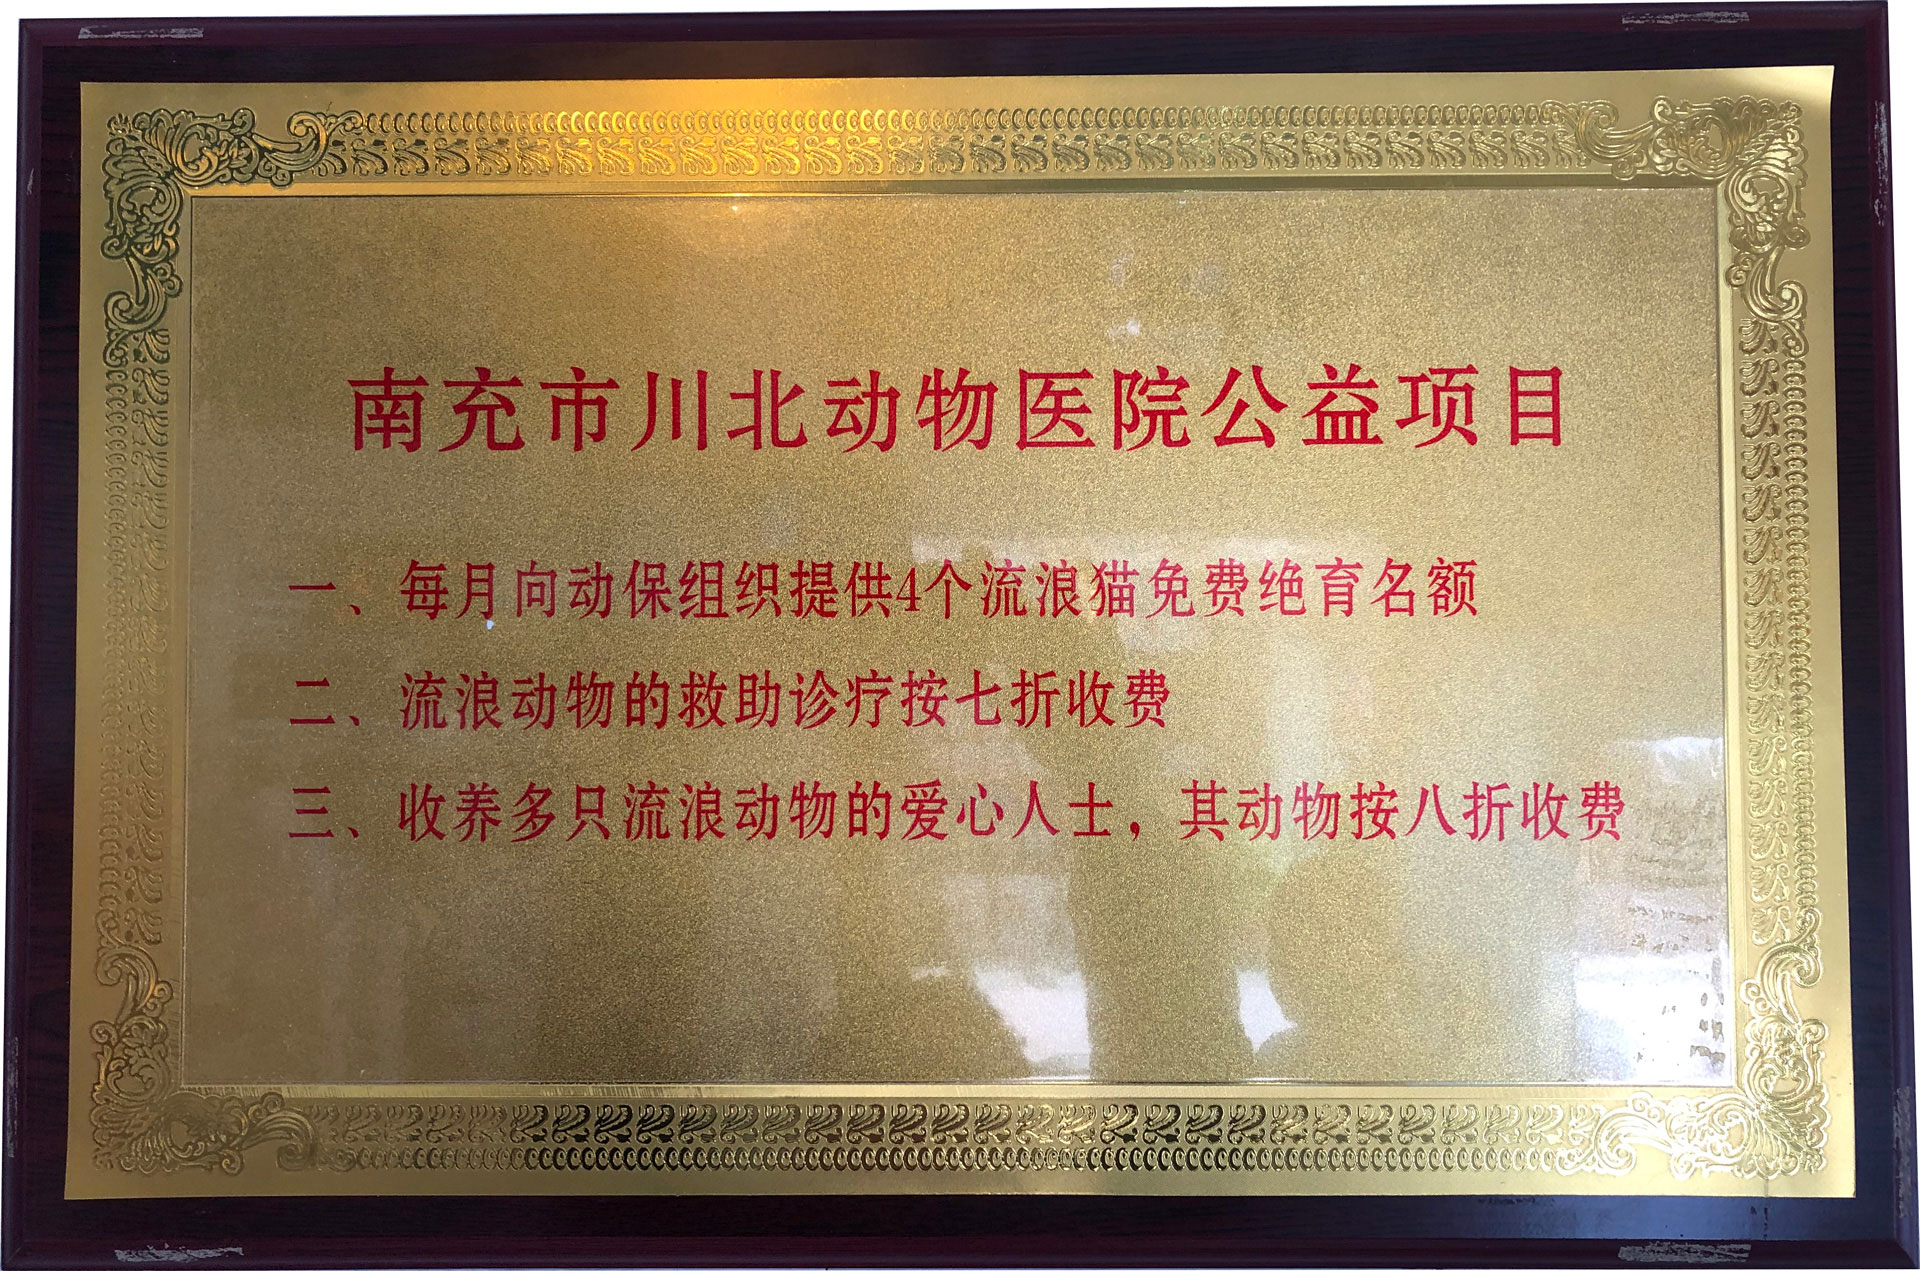 南充市川北动物医院公益项目
一、每月向动保组织提供4个流浪猫免费绝育名额
二、流浪动物的救助诊疗按七折收费
三、收养多只流浪动物的爱心人士，其动物按八折收费